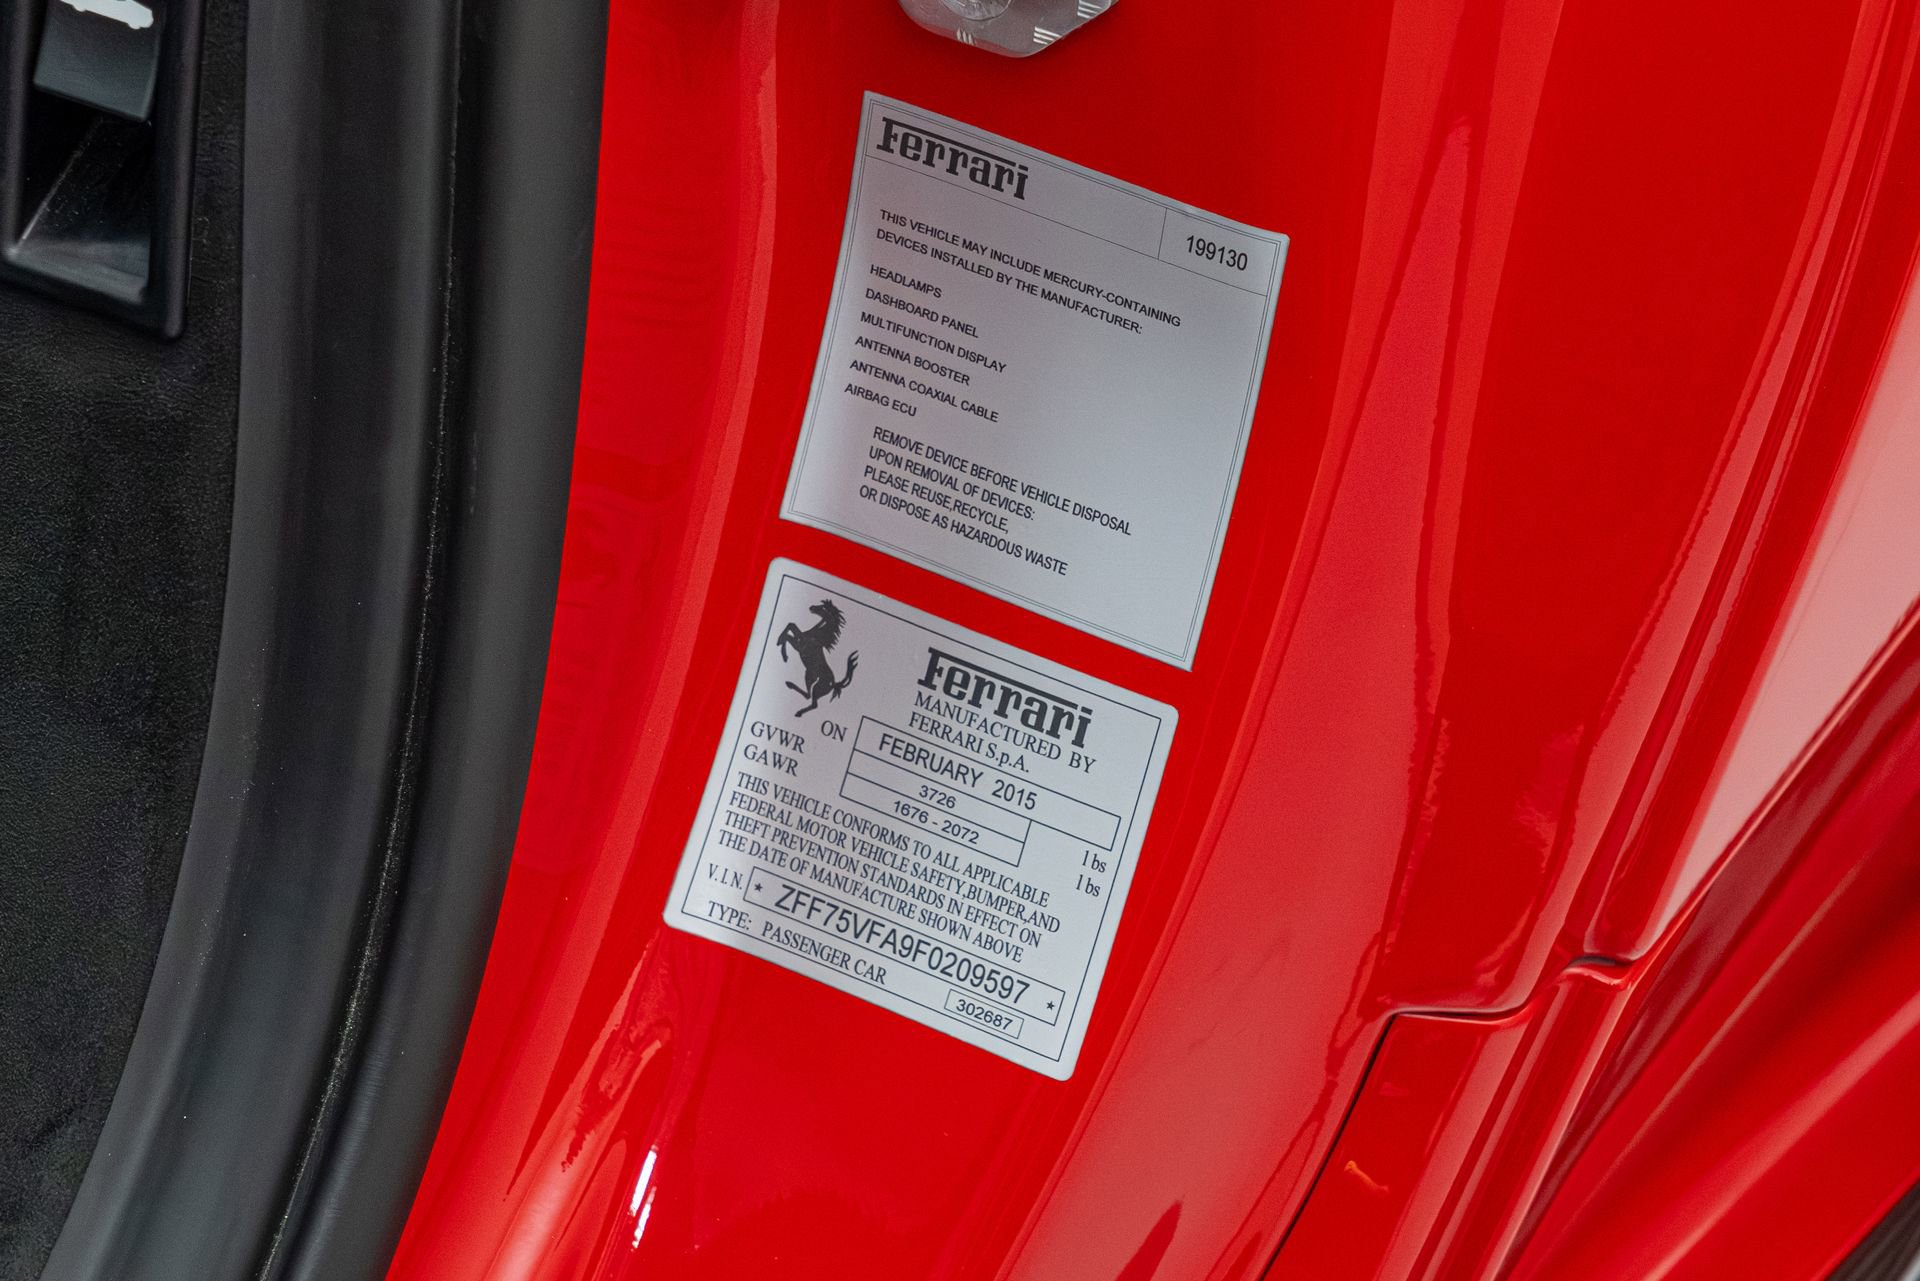 Ferrari
199130
THIS VEHICLE MAY INCLUDE MERCURY-CONTAINING
DEVICES INSTALLED BY THE MANUFACTURER:
HEADLAMPS
DASHBOARD PANEL
MULTIFUNCTION DISPLAY
ANTENNA BOOSTER
ANTENNA COAXIAL CABLE
AIRBAG ECU
REMOVE DEVICE BEFORE VEHICLE DISPOSAL
UPON REMOVAL OF DEVICES:
PLEASE REUSE,RECYCLE,
OR DISPOSE AS HAZARDOUS WASTE
Ferrari
MANUFACTURED BY
FERRARI S.p.A.
ON FEBRUARY 2015
GVWR 3726 lbs
GAWR 1676 - 2072 lbs
THIS VEHICLE CONFORMS TO ALL APPLICABLE
FEDERAL MOTOR VEHICLE SAFETY,BUMPER,AND
THEFT PREVENTION STANDARDS IN EFFECT ON
THE DATE OF MANUFACTURE SHOWN ABOVE
V.I.N. * ZFF75VFA9F0209597 *
TYPE: PASSENGER CAR
302687